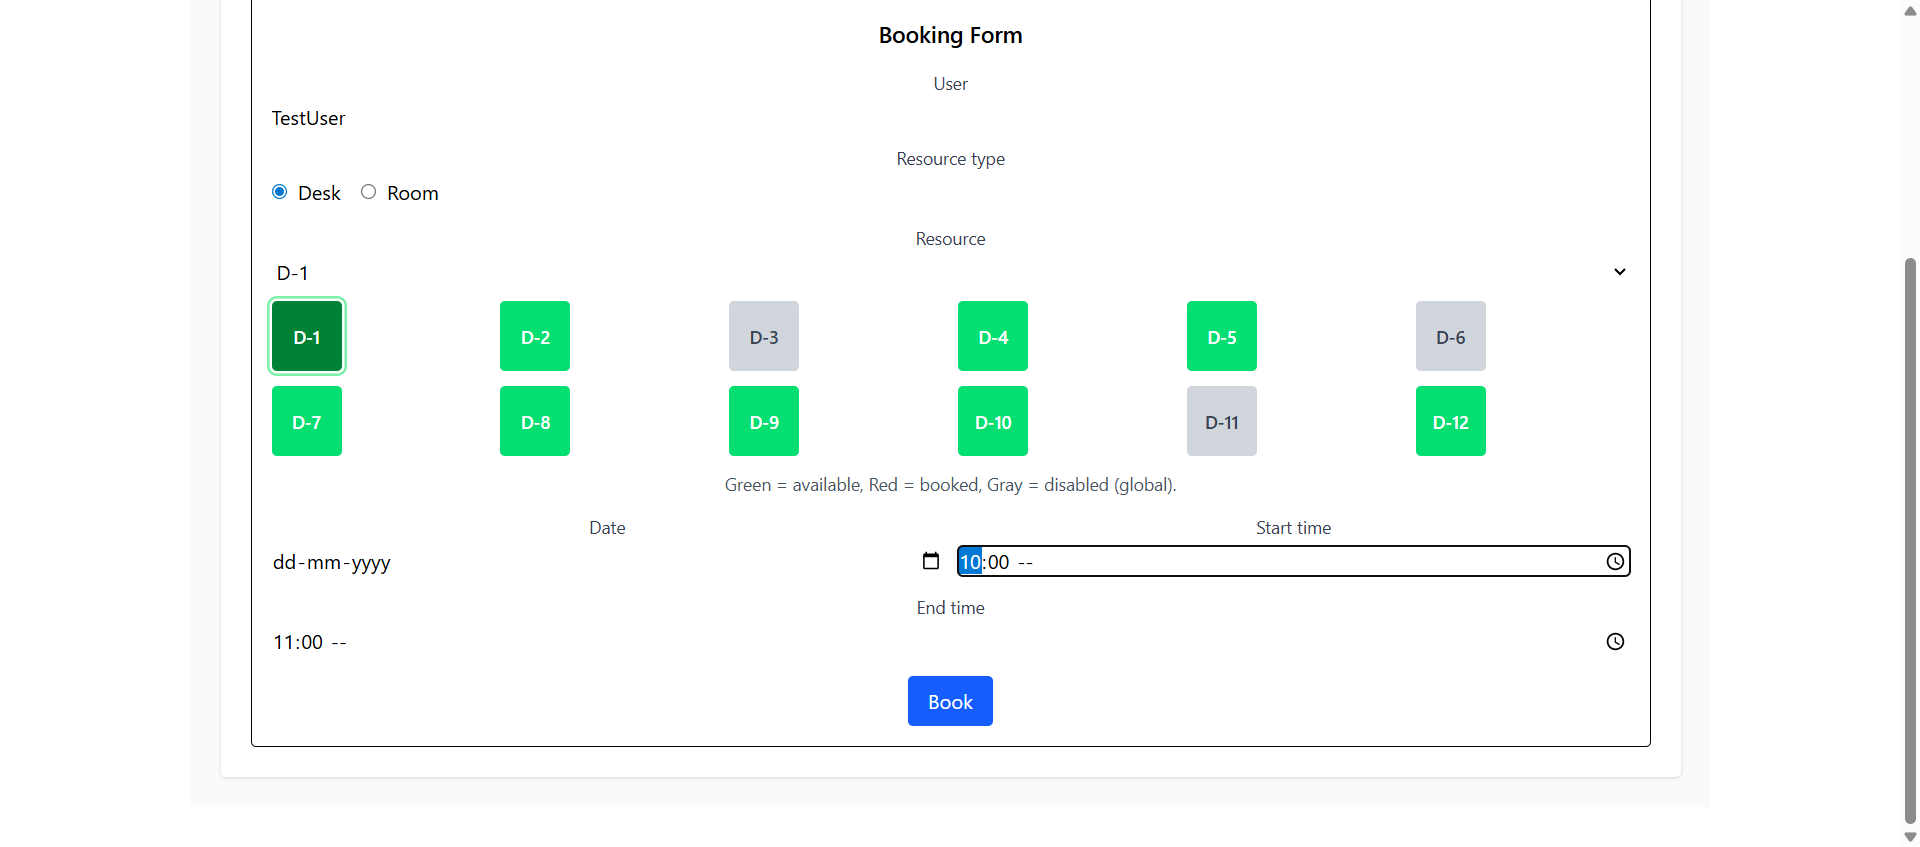 Booking Form
User
TestUser
Resource type
Desk Room
Resource
D-1
D-1 D-2 D-3 D-4 D-5 D-6
D-7 D-8 D-9 D-10 D-11 D-12
Green = available, Red = booked, Gray = disabled (global).
Date Start time
dd-mm-yyyy 10:00 --
End time
11:00 --
Book